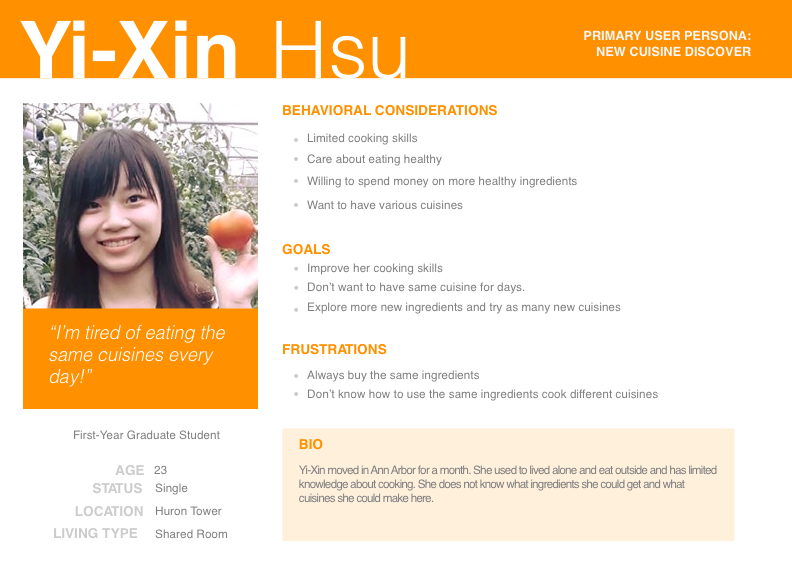 Yi-Xin Hsu
PRIMARY USER PERSONA:
NEW CUISINE DISCOVER
BEHAVIORAL CONSIDERATIONS
Limited cooking skills
Care about eating healthy
Willing to spend money on more healthy ingredients
Want to have various cuisines
GOALS
Improve her cooking skills
Don't want to have same cuisine for days.
Explore more new ingredients and try as many new cuisines
FRUSTRATIONS
Always buy the same ingredients
Don't know how to use the same ingredients cook different cuisines
“I’m tired of eating the
same cuisines every
day!”
First-Year Graduate Student
AGE 23
STATUS Single
LOCATION Huron Tower
LIVING TYPE Shared Room
BIO
Yi-Xin moved in Ann Arbor for a month. She used to lived alone and eat outside and has limited
knowledge about cooking. She does not know what ingredients she could get and what
cuisines she could make here.